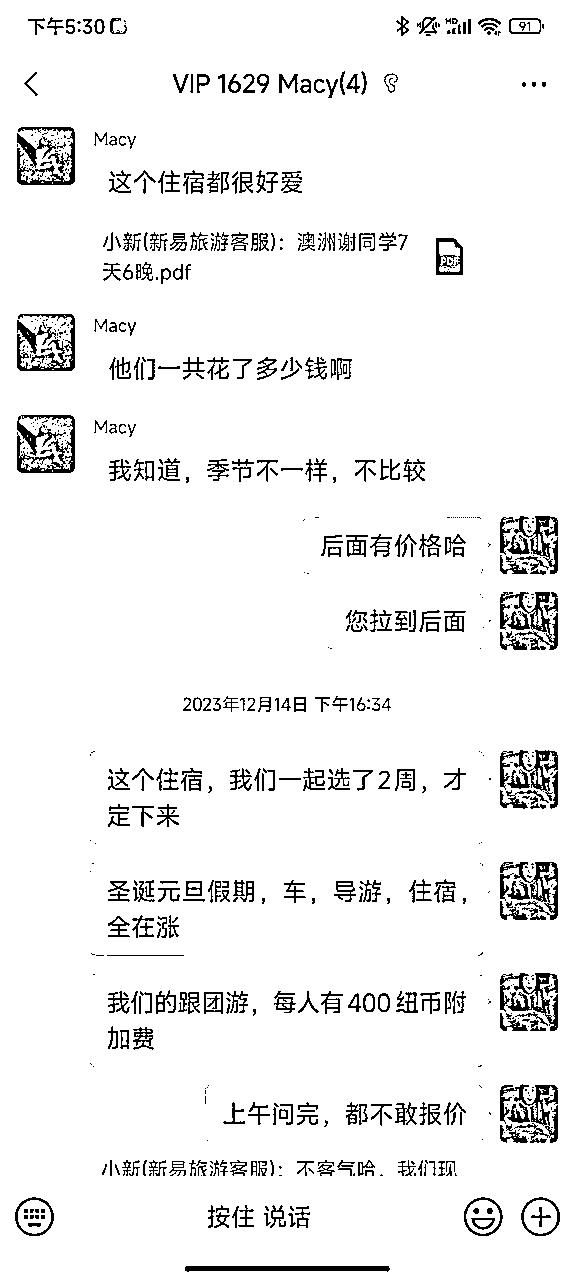 下午5:30
HD
91
VIP 1629 Macy(4)
Macy
这个住宿都很好爱
小新(新易旅游客服)：澳洲谢同学7
天6晚.pdf
PDF
Macy
他们一共花了多少钱啊
Macy
我知道，季节不一样，不比较
后面有价格哈
您拉到后面
2023年12月14日 下午16:34
这个住宿，我们一起选了2周，才
定下来
圣诞元旦假期，车，导游，住宿，
全在涨
我们的跟团游，每人有400纽币附
加费
上午问完，都不敢报价
小新(新易旅游客服)：不客气哈，我们现
按住 说话